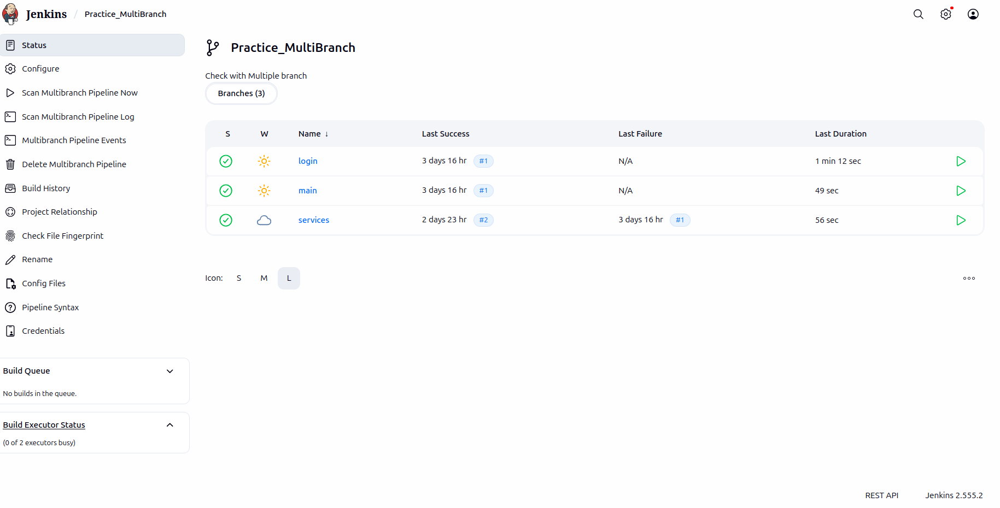 Jenkins / Practice_MultiBranch
Status
Configure
Scan Multibranch Pipeline Now
Scan Multibranch Pipeline Log
Multibranch Pipeline Events
Delete Multibranch Pipeline
Build History
Project Relationship
Check File Fingerprint
Rename
Config Files
Pipeline Syntax
Credentials
Build Queue
No builds in the queue.
Build Executor Status
(0 of 2 executors busy)
Practice_MultiBranch
Check with Multiple branch
Branches (3)
S W Name ↓ Last Success Last Failure Last Duration
login 3 days 16 hr #1 N/A 1 min 12 sec
main 3 days 16 hr #1 N/A 49 sec
services 2 days 23 hr #2 3 days 16 hr #1 56 sec
Icon: S M L
REST API Jenkins 2.555.2